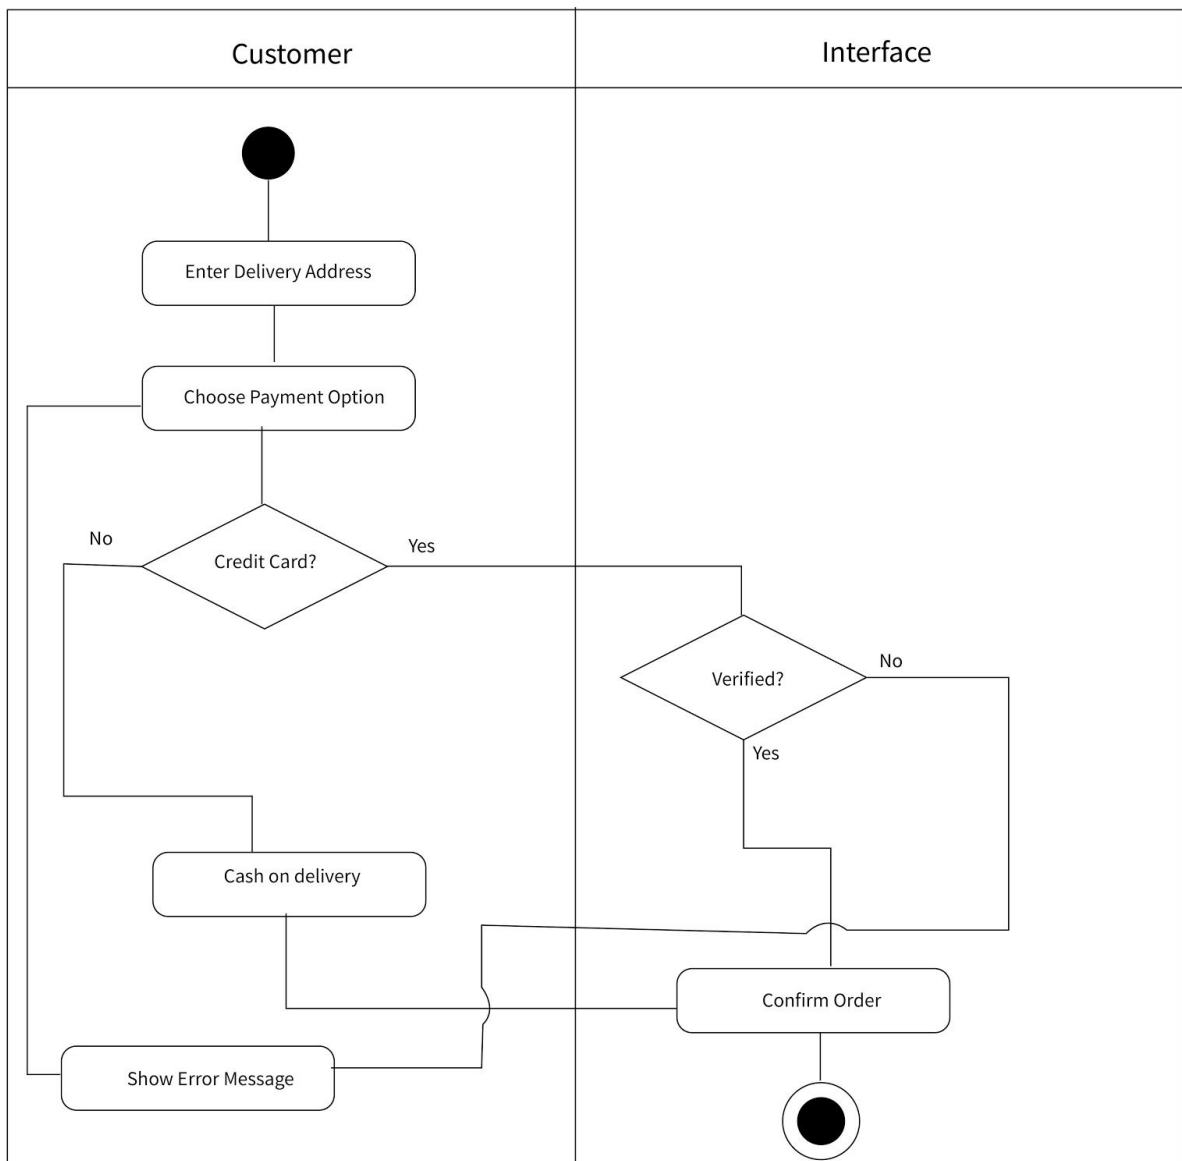 Customer
Interface
Enter Delivery Address
Choose Payment Option
No
Yes
Credit Card?
No
Verified?
Yes
Cash on delivery
Confirm Order
Show Error Message